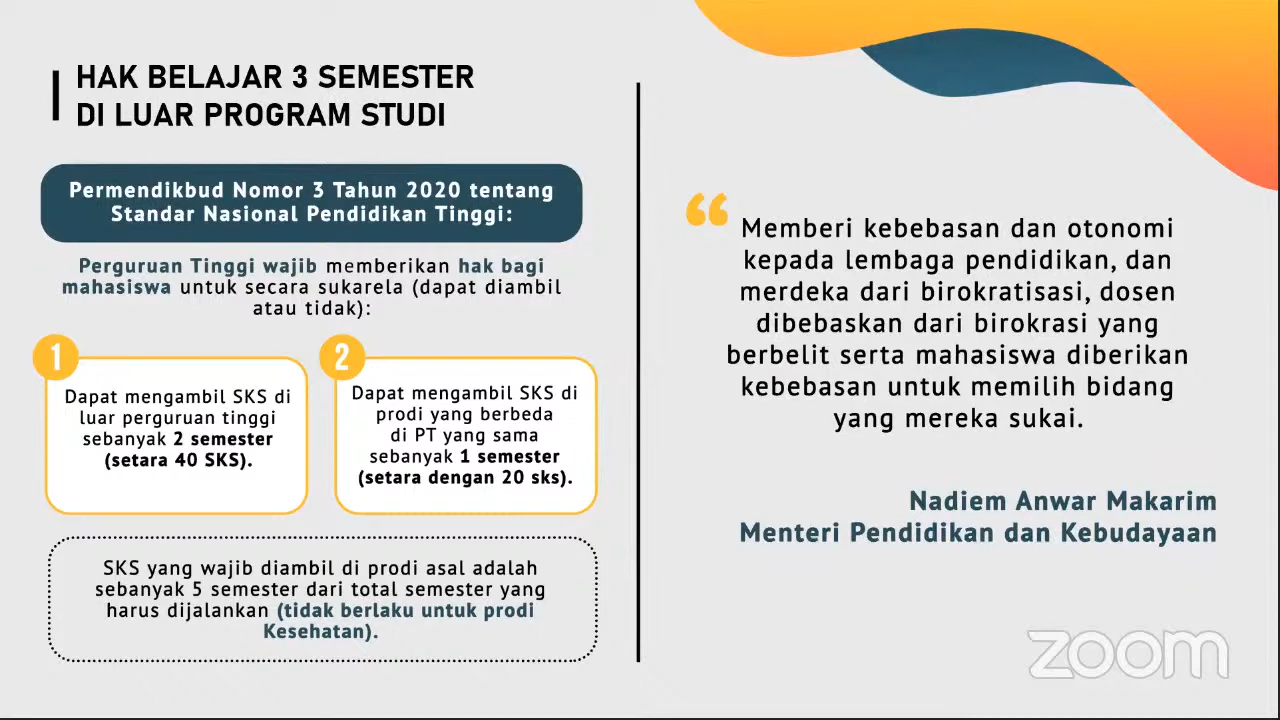 HAK BELAJAR 3 SEMESTER
DI LUAR PROGRAM STUDI
Permendikbud Nomor 3 Tahun 2020 tentang
Standar Nasional Pendidikan Tinggi:
Perguruan Tinggi wajib memberikan hak bagi
mahasiswa untuk secara sukarela (dapat diambil
atau tidak):
1
Dapat mengambil SKS di
luar perguruan tinggi
sebanyak 2 semester
(setara 40 SKS).
2
Dapat mengambil SKS di
prodi yang berbeda
di PT yang sama
sebanyak 1 semester
(setara dengan 20 sks).
SKS yang wajib diambil di prodi asal adalah
sebanyak 5 semester dari total semester yang
harus dijalankan (tidak berlaku untuk prodi
Kesehatan).
“
Memberi kebebasan dan otonomi
kepada lembaga pendidikan, dan
merdeka dari birokratisasi, dosen
dibebaskan dari birokrasi yang
berbelit serta mahasiswa diberikan
kebebasan untuk memilih bidang
yang mereka sukai.
Nadiem Anwar Makarim
Menteri Pendidikan dan Kebudayaan
zoom